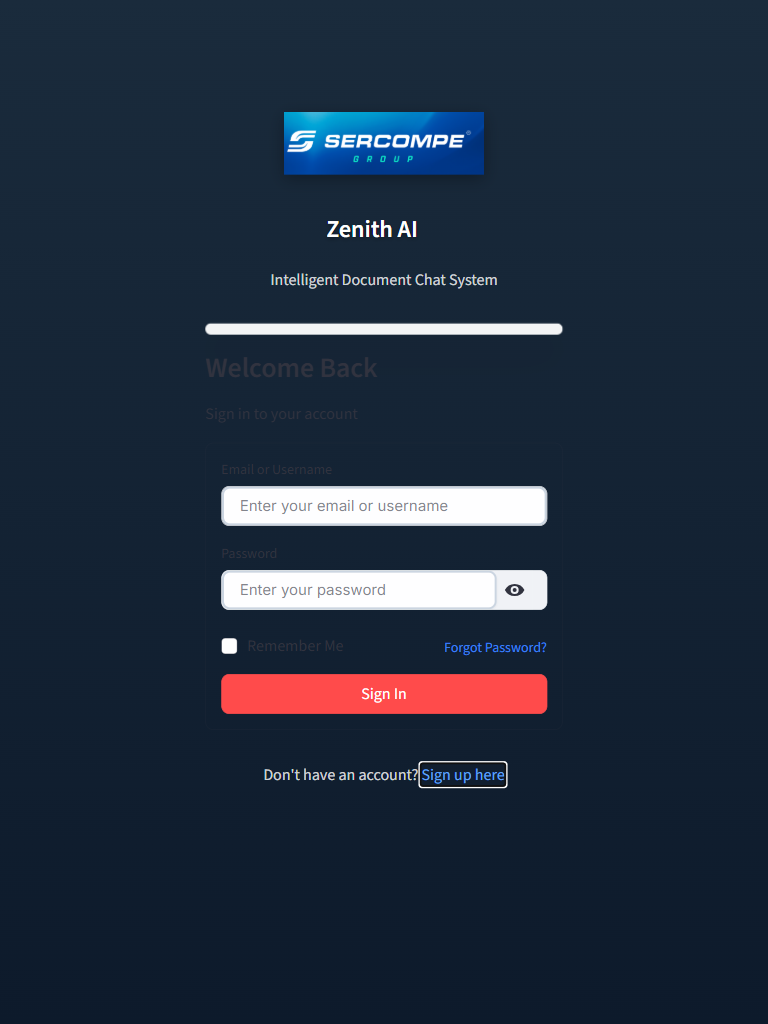 SERCOMPE®
GROUP
Zenith AI
Intelligent Document Chat System
Welcome Back
Sign in to your account
Email or Username
Enter your email or username
Password
Enter your password
Remember Me
Forgot Password?
Sign In
Don't have an account? Sign up here